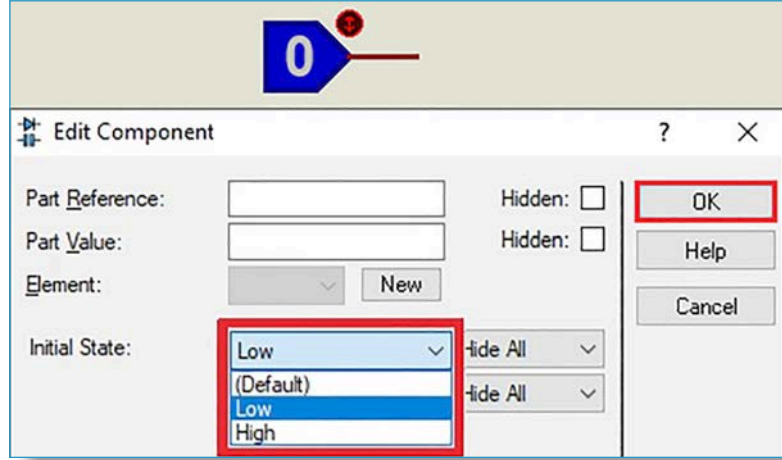 0
Edit Component ? ×
Part Reference: Hidden:
OK
Part Value: Hidden:
Help
Element: New
Cancel
Initial State: Low Hide All
(Default)
Low Hide All
High